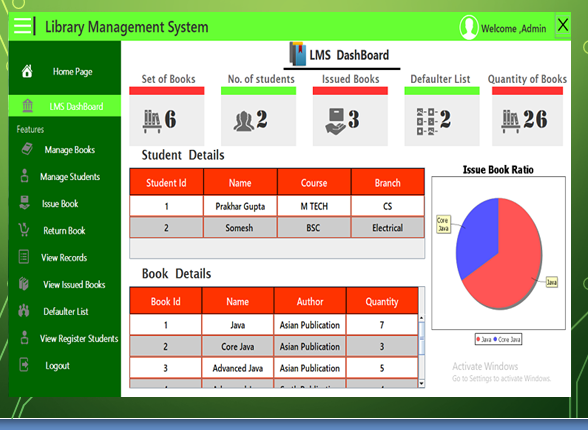 Library Management System
Welcome ,Admin X
LMS DashBoard
Home Page
LMS DashBoard
Features
Manage Books
Manage Students
Issue Book
Return Book
View Records
View Issued Books
Defaulter List
View Register Students
Logout
Set of Books No. of students Issued Books Defaulter List Quantity of Books
6 2 3 2 26
Student Details
Student Id Name Course Branch
1 Prakhar Gupta M TECH CS
2 Somesh BSC Electrical
Book Details
Book Id Name Author Quantity
1 Java Asian Publication 7
2 Core Java Asian Publication 3
3 Advanced Java Asian Publication 5
Issue Book Ratio
Core
Java
Java
Java Core Java
Activate Windows
Go to Settings to activate Windows.